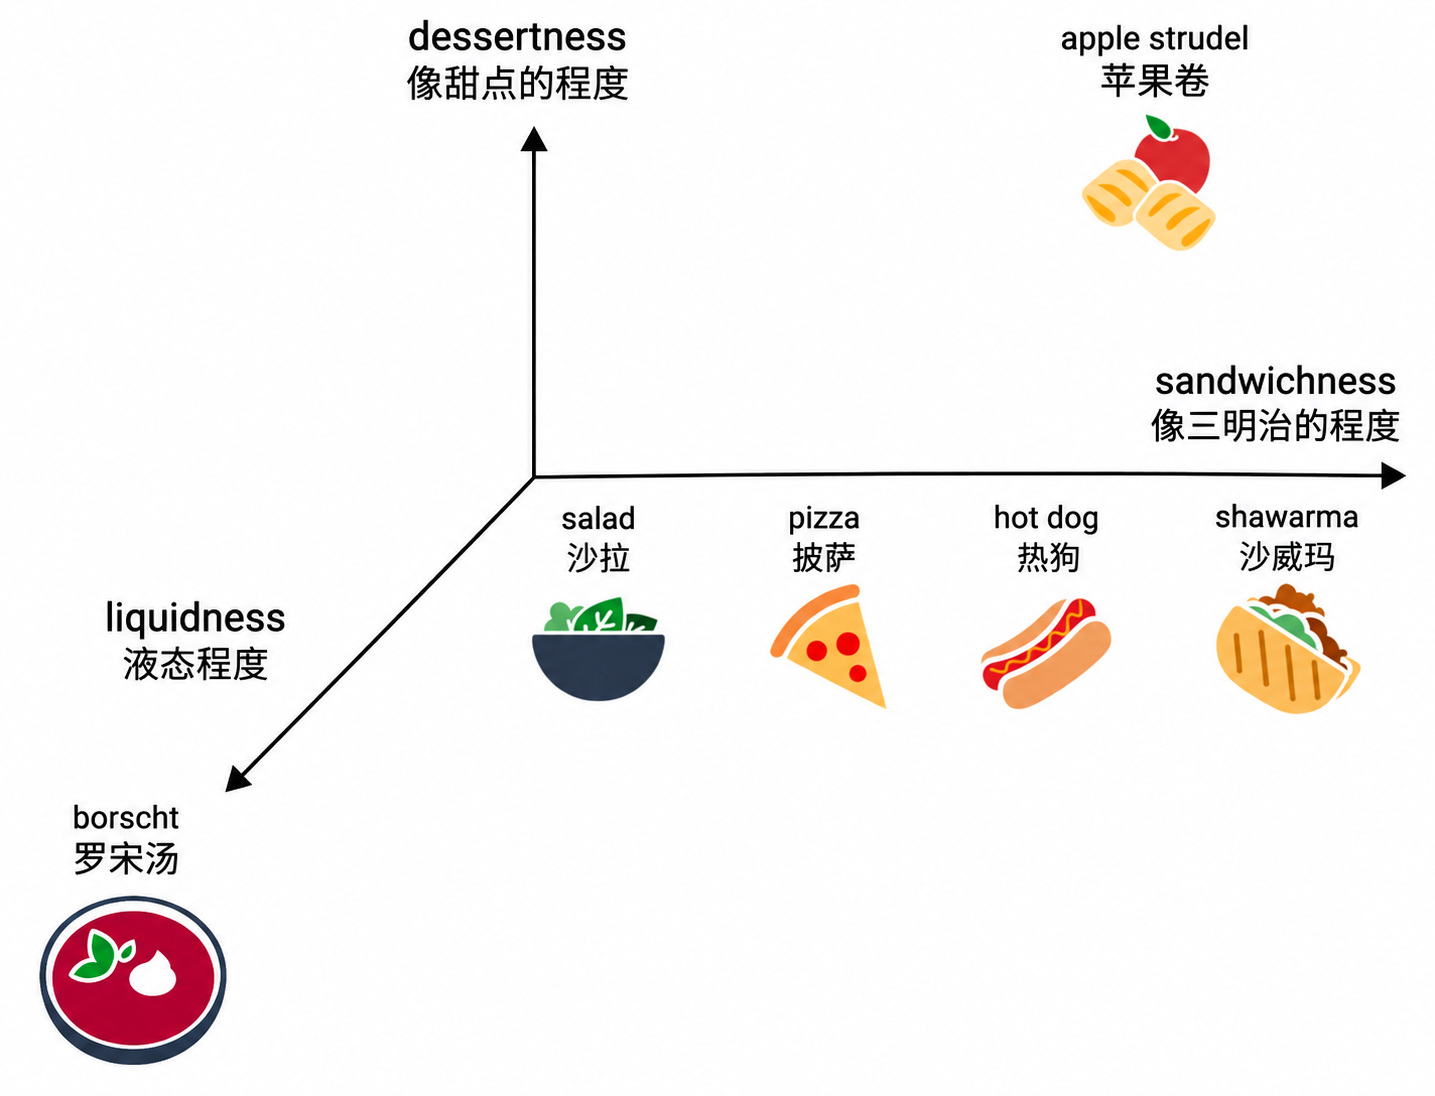 dessertness
像甜点的程度
apple strudel
苹果卷
sandwichness
像三明治的程度
salad
沙拉
pizza
披萨
hot dog
热狗
shawarma
沙威玛
liquidness
液态程度
borscht
罗宋汤